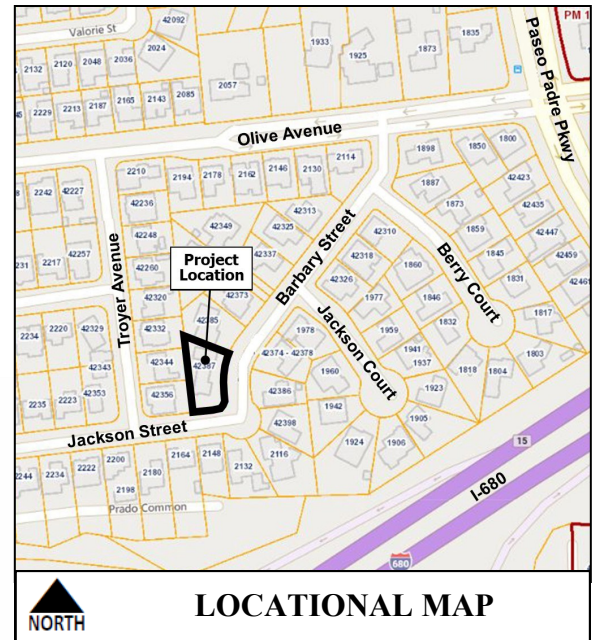 42092
PM 1
Valorie St
1835
2024
1933
1873
1925
2132 2120 2048 2036
2057
2229 2213 2187 2165 2143 2085
Paseo Padre Pkwy
Olive Avenue
1800
1850
1898
2114
2210 2194 2178 2162 2146 2130
2242 42227
42236
1887
42423
1873
42435
42313
42349 42325
42310
1859
42447
42248
2217 42257
42337
42318
1845
42459
Project
Location
42260
1860
42326
1831
Troyer Avenue
Barbary Street
Berry Court
42320
42373
1977
1846
1817
2234 2220 42329
42332
42385
1978
1959
1832
Jackson Court
42344
42387
42374 - 42378
1941
1937
1803
42343
1960
1818 1804
2235 2223 42353
42356
42386
1923
1942
1905
Jackson Street
42398
1924 1906
15
2244 2234 2222 2200 2180 2164 2148 2132 2116
2198
I-680
Prado Common
680
NORTH
LOCATIONAL MAP